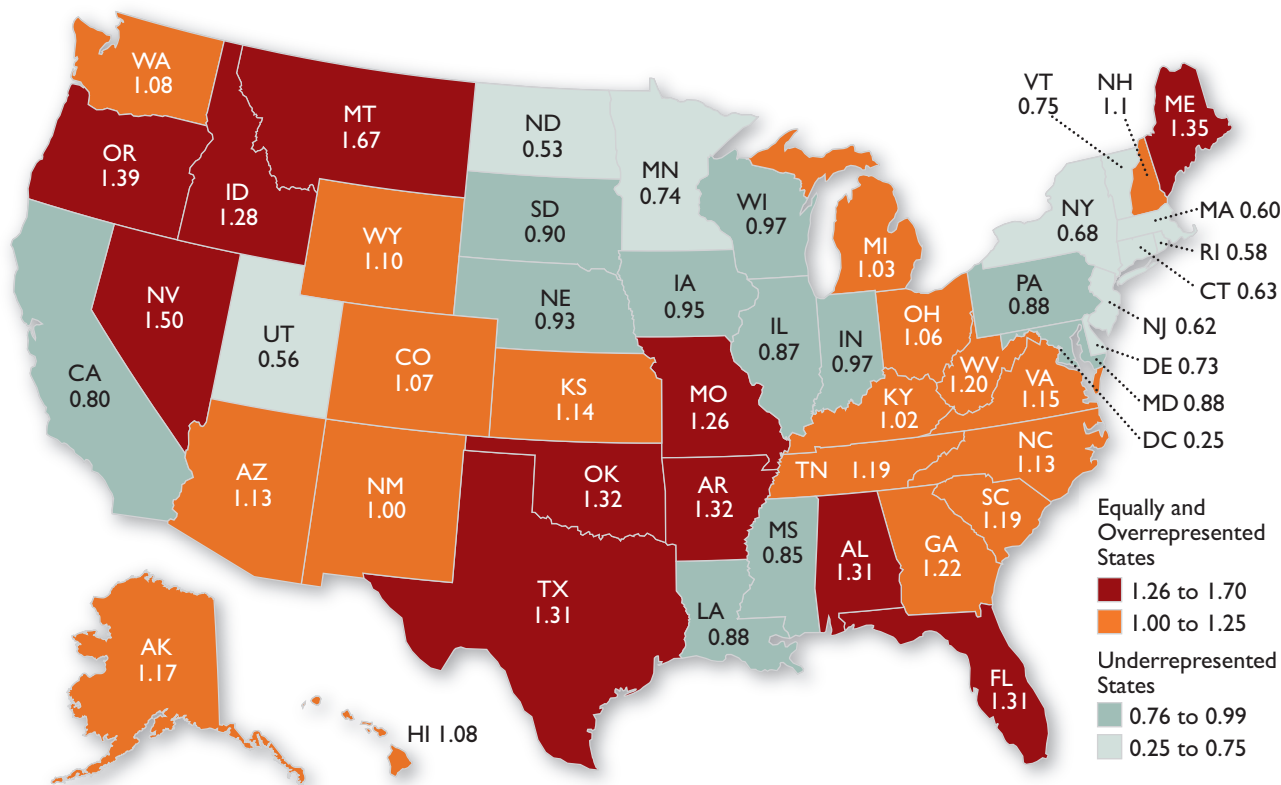 WA
1.08
OR
1.39
ID
1.28
MT
1.67
ND
0.53
MN
0.74
SD
0.90
WI
0.97
WY
1.10
NV
1.50
UT
0.56
CA
0.80
CO
1.07
NE
0.93
IA
0.95
IL
0.87
IN
0.97
MI
1.03
OH
1.06
PA
0.88
NY
0.68
VT
0.75
NH
1.1
ME
1.35
MA 0.60
RI 0.58
CT 0.63
NJ 0.62
DE 0.73
MD 0.88
DC 0.25
KS
1.14
MO
1.26
KY
1.02
WV
1.20
VA
1.15
AZ
1.13
NM
1.00
OK
1.32
AR
1.32
TN 1.19
NC
1.13
SC
1.19
MS
0.85
AL
1.31
GA
1.22
TX
1.31
LA
0.88
FL
1.31
AK
1.17
HI 1.08
Equally and
Overrepresented
States
1.26 to 1.70
1.00 to 1.25
Underrepresented
States
0.76 to 0.99
0.25 to 0.75